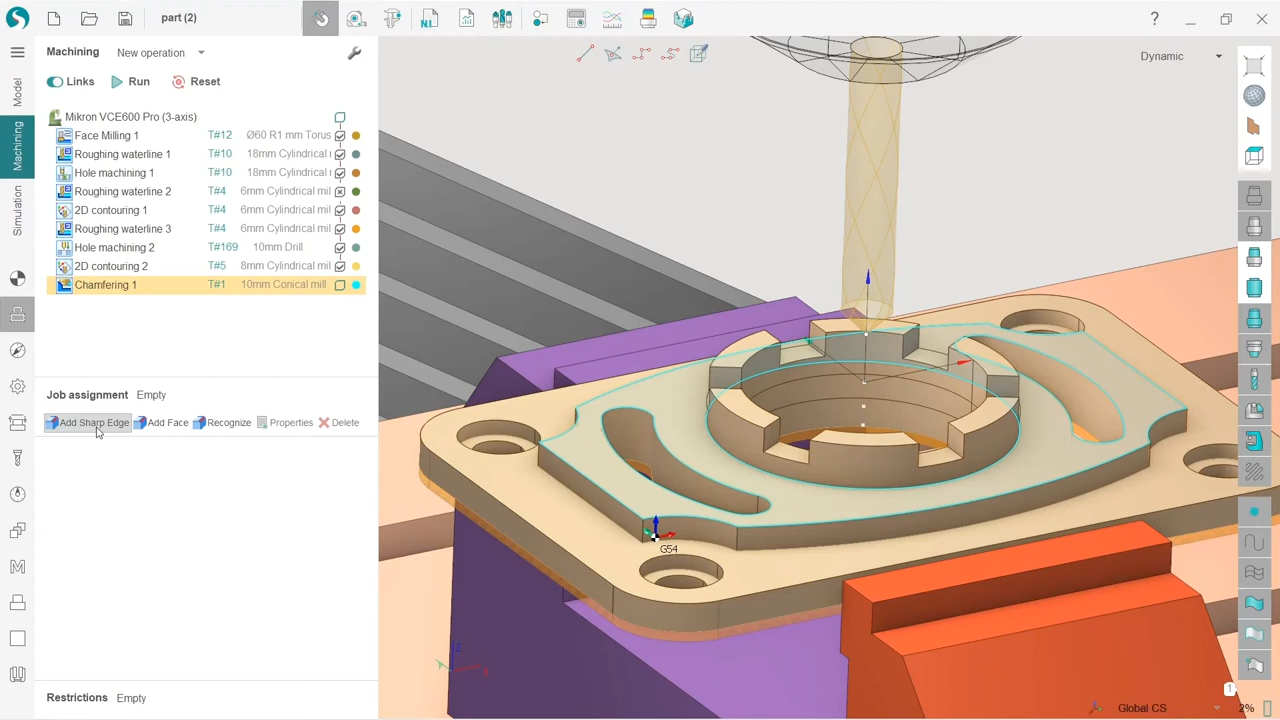 part (2)
N.I
?
Machining New operation
Links Run Reset
Mikron VCE600 Pro (3-axis)
Face Milling 1 T#12 Ø60 R1 mm Torus
Roughing waterline 1 T#10 18mm Cylindrical
Hole machining 1 T#10 18mm Cylindrical
Roughing waterline 2 T#4 6mm Cylindrical mil
2D contouring 1 T#4 6mm Cylindrical mil
Roughing waterline 3 T#4 6mm Cylindrical mil
Hole machining 2 T#169 10mm Drill
2D contouring 2 T#5 8mm Cylindrical mil
Chamfering 1 T#1 10mm Conical mill
Job assignment Empty
Add Sharp Edge Add Face Recognize Properties Delete
Restrictions Empty
Model
Machining
Simulation
Dynamic
G54
Z
1
Global CS 2%